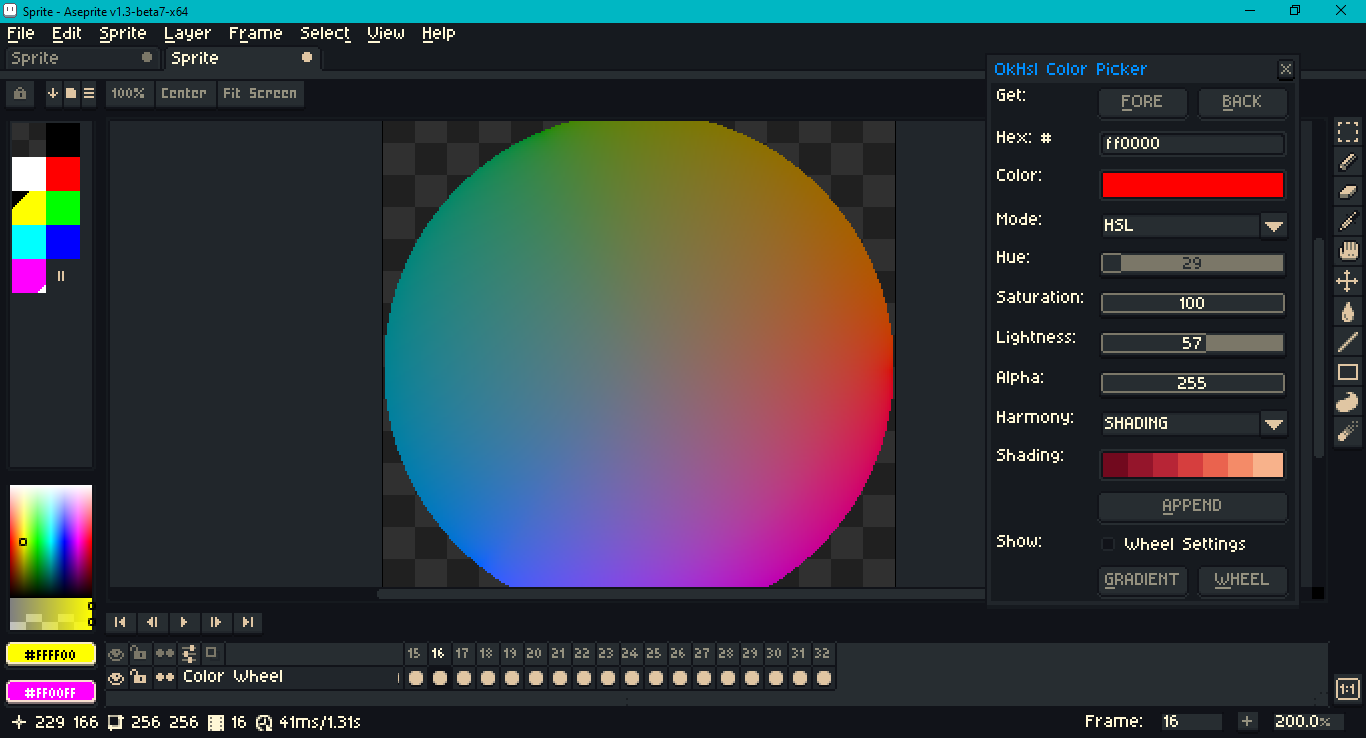 Sprite - Aseprite v1.3-beta7-x64
File Edit Sprite Layer Frame Select View Help
Sprite Sprite
100% Center Fit Screen
OkHsl Color Picker
Get: FORE BACK
Hex: # ff0000
Color:
Mode: HSL
Hue: 29
Saturation: 100
Lightness: 57
Alpha: 255
Harmony: SHADING
Shading:
APPEND
Show: Wheel Settings
GRADIENT WHEEL
#FFFF00
#FF00FF
15 16 17 18 19 20 21 22 23 24 25 26 27 28 29 30 31 32
Color Wheel
1:1
229 166 256 256 16 41ms/1.31s
Frame: 16 + 200.0%